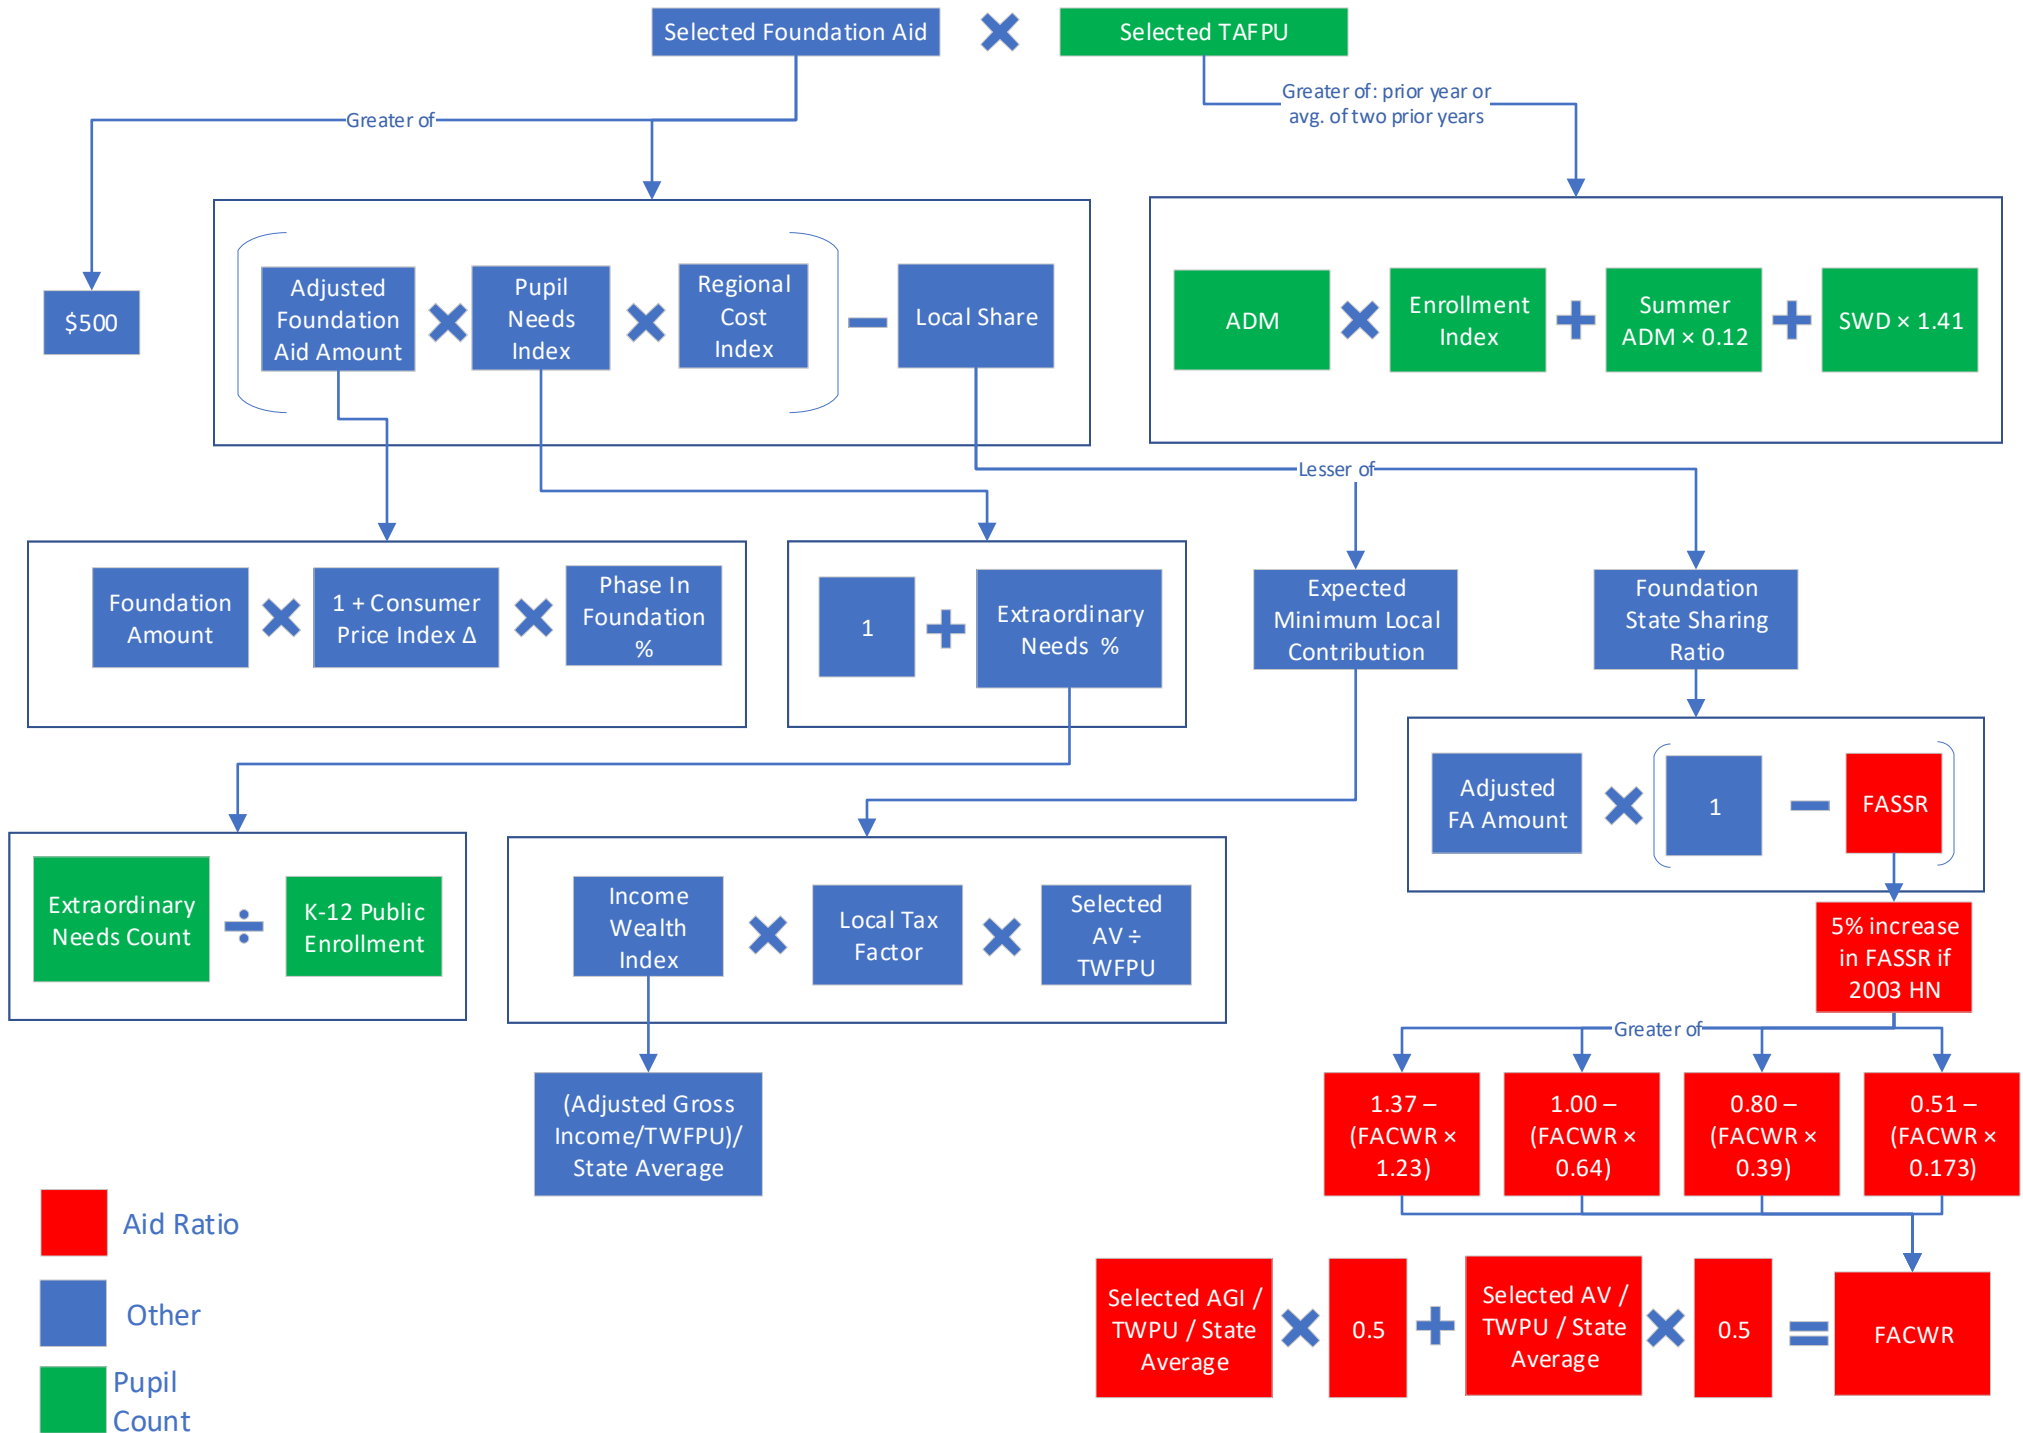 Selected Foundation Aid
Selected TAFPU
Greater of
Greater of: prior year or
avg. of two prior years
$500
Adjusted
Foundation
Aid Amount
Pupil
Needs
Index
Regional
Cost
Index
Local Share
ADM
Enrollment
Index
Summer
ADM × 0.12
SWD × 1.41
Lesser of
Foundation
Amount
1 + Consumer
Price Index Δ
Phase In
Foundation
%
1
Extraordinary
Needs %
Expected
Minimum Local
Contribution
Foundation
State Sharing
Ratio
Adjusted
FA Amount
1
FASSR
Extraordinary
Needs Count
K-12 Public
Enrollment
Income
Wealth
Index
Local Tax
Factor
Selected
AV ÷
TWFPU
5% increase
in FASSR if
2003 HN
Greater of
(Adjusted Gross
Income/TWFPU)/
State Average
1.37 –
(FACWR ×
1.23)
1.00 –
(FACWR ×
0.64)
0.80 –
(FACWR ×
0.39)
0.51 –
(FACWR ×
0.173)
Aid Ratio
Other
Pupil
Count
Selected AGI /
TWPU / State
Average
0.5
Selected AV /
TWPU / State
Average
0.5
FACWR